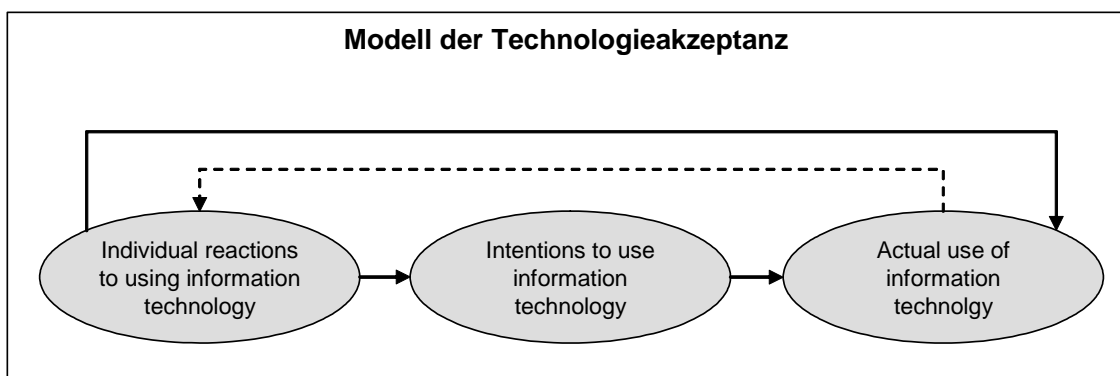 Modell der Technologieakzeptanz
Individual reactions
to using information
technology
Intentions to use
information
technology
Actual use of
information
technolgy